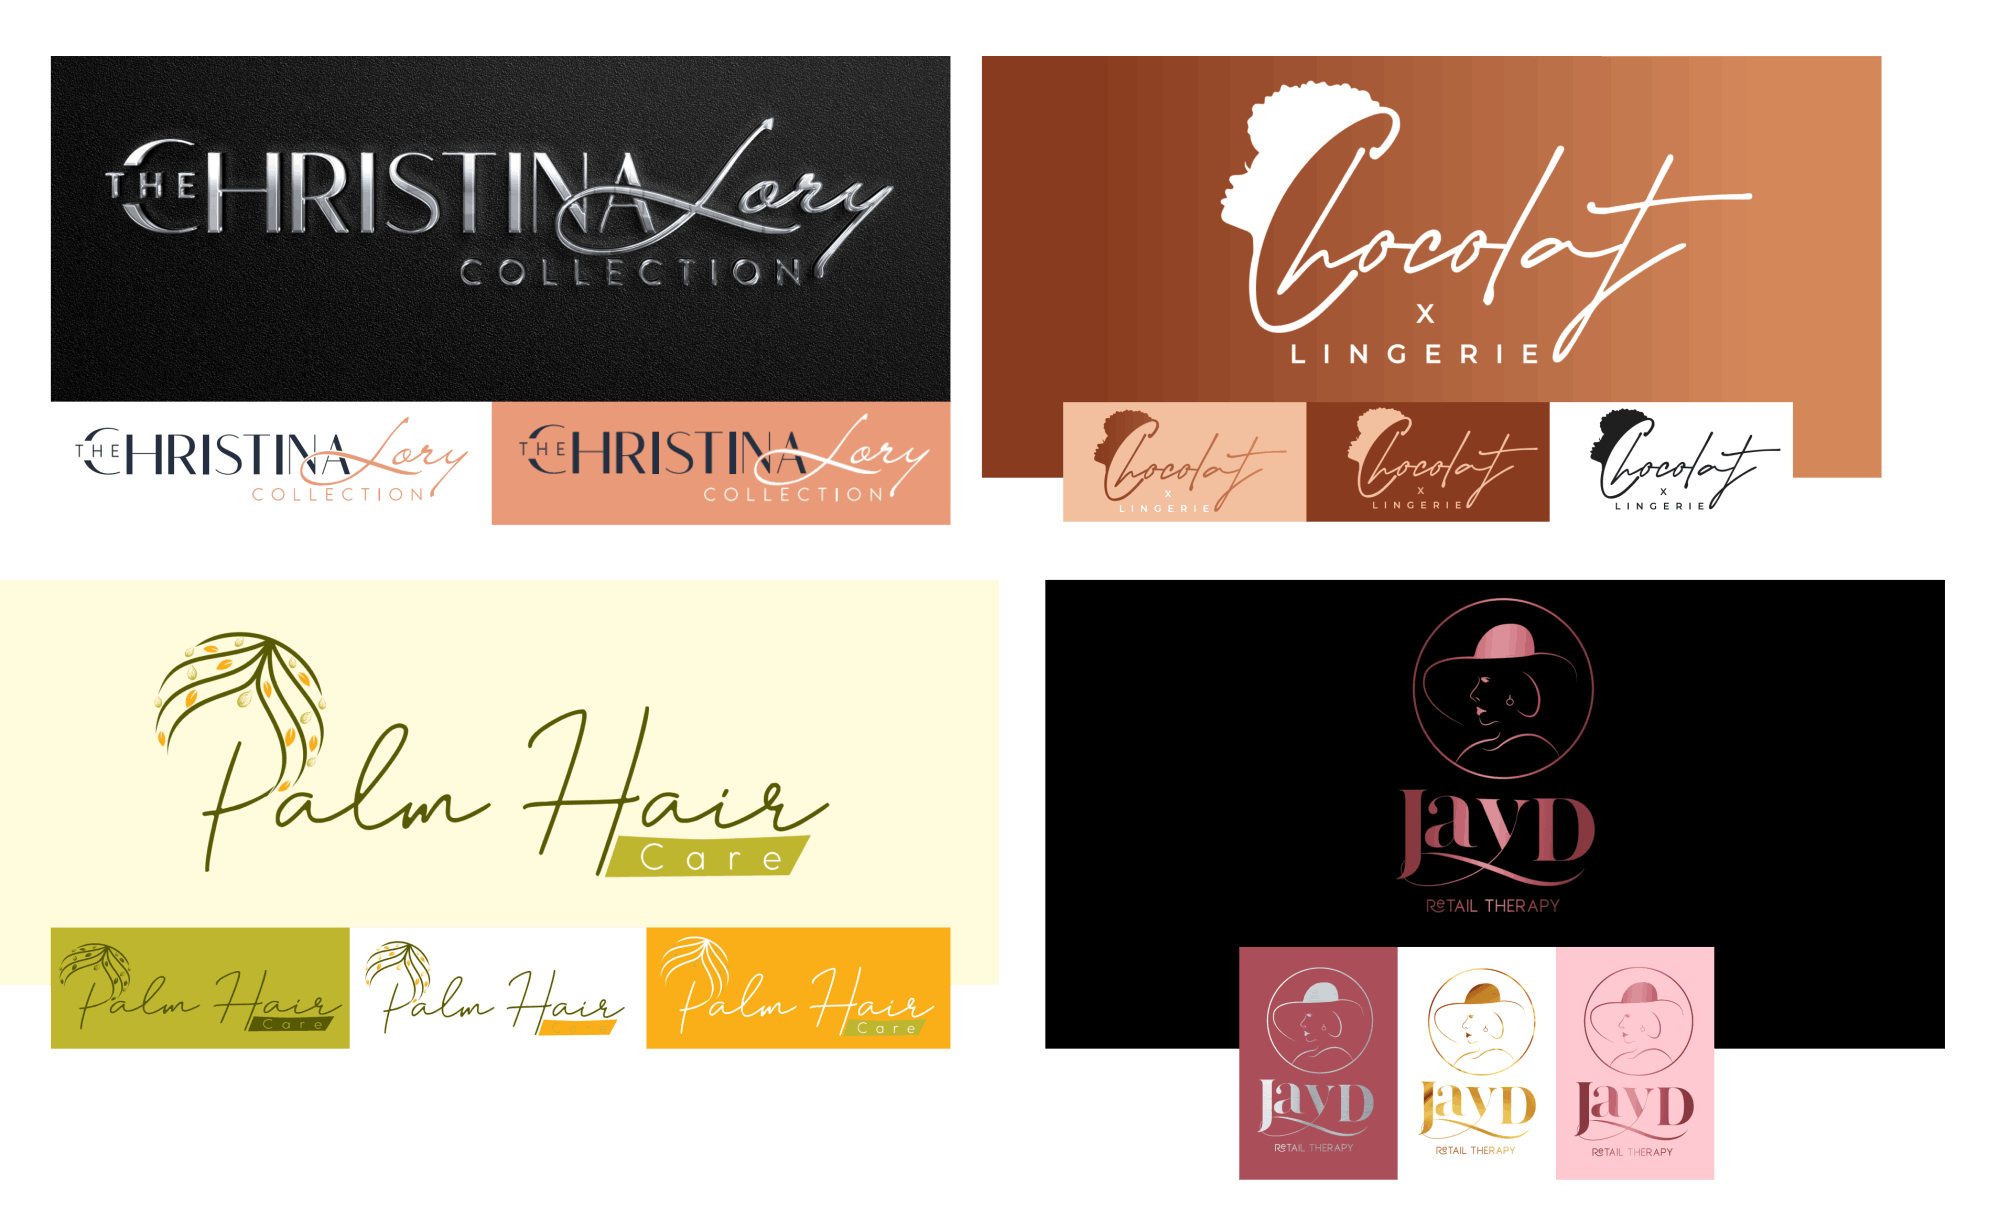 THE CHRISTINA Lory
COLLECTION
THE CHRISTINA Lory
COLLECTION
THE CHRISTINA Lory
COLLECTION
Chocolat
X
LINGERIE
Chocolat
X
LINGERIE
Chocolat
X
LINGERIE
Chocolat
X
LINGERIE
Palm Hair
Care
Palm Hair
Care
Palm Hair
Care
Palm Hair
Care
JayD
ReTAIL THERAPY
JayD
ReTAIL THERAPY
JayD
ReTAIL THERAPY
JayD
ReTAIL THERAPY